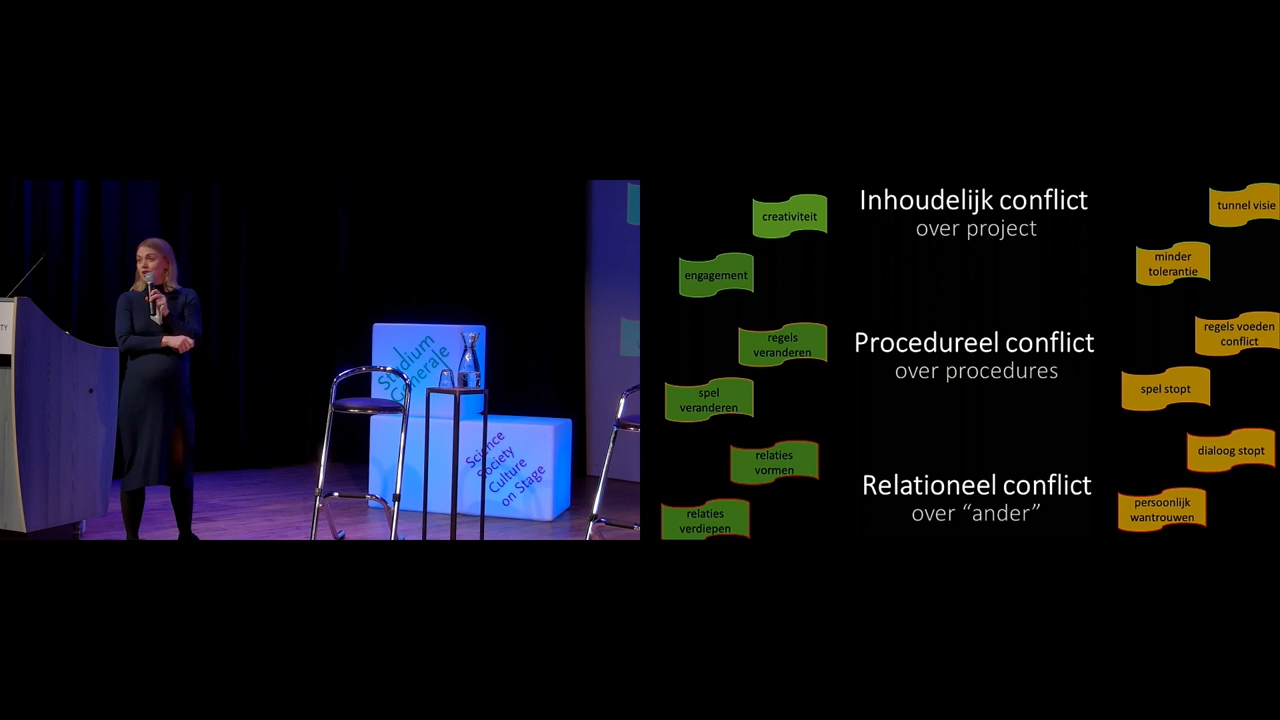 TY
Studium
Generale
Science
Society
Culture
on Stage
Inhoudelijk conflict
over project
creativiteit
engagement
tunnel visie
minder
tolerantie
Procedureel conflict
over procedures
regels
veranderen
spel
veranderen
regels voeden
conflict
spel stopt
Relationeel conflict
over “ander”
relaties
vormen
relaties
verdiepen
dialoog stopt
persoonlijk
wantrouwen